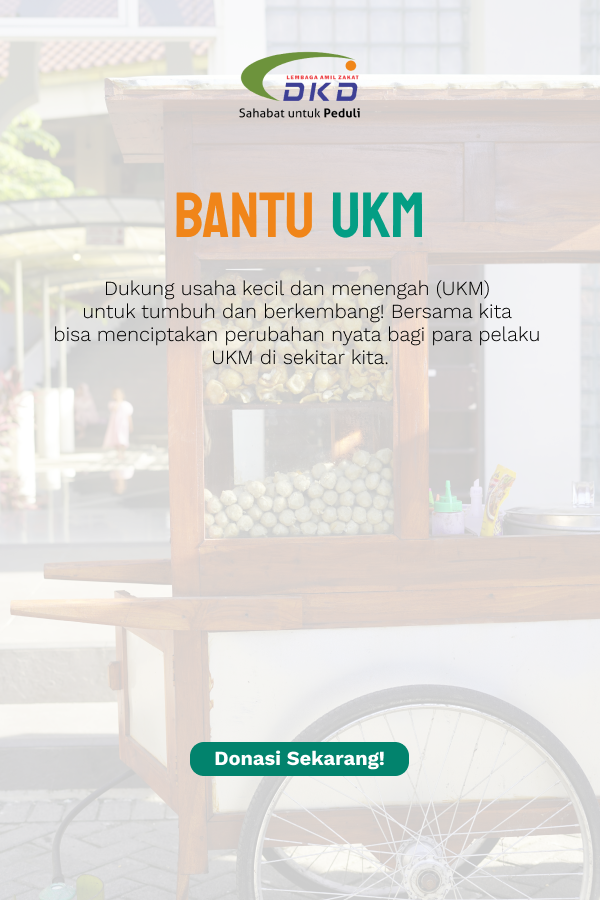 LEMBAGA AMIL ZAKAT
DKD
Sahabat untuk Peduli
BANTU UKM
Dukung usaha kecil dan menengah (UKM)
untuk tumbuh dan berkembang! Bersama kita
bisa menciptakan perubahan nyata bagi para pelaku
UKM di sekitar kita.
Donasi Sekarang!